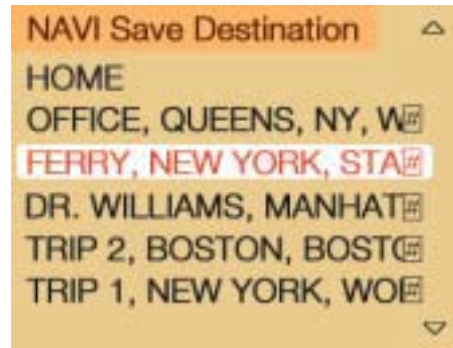 NAVI Save Destination
HOME
OFFICE, QUEENS, NY, W
FERRY, NEW YORK, STA
DR. WILLIAMS, MANHAT
TRIP 2, BOSTON, BOST
TRIP 1, NEW YORK, WO